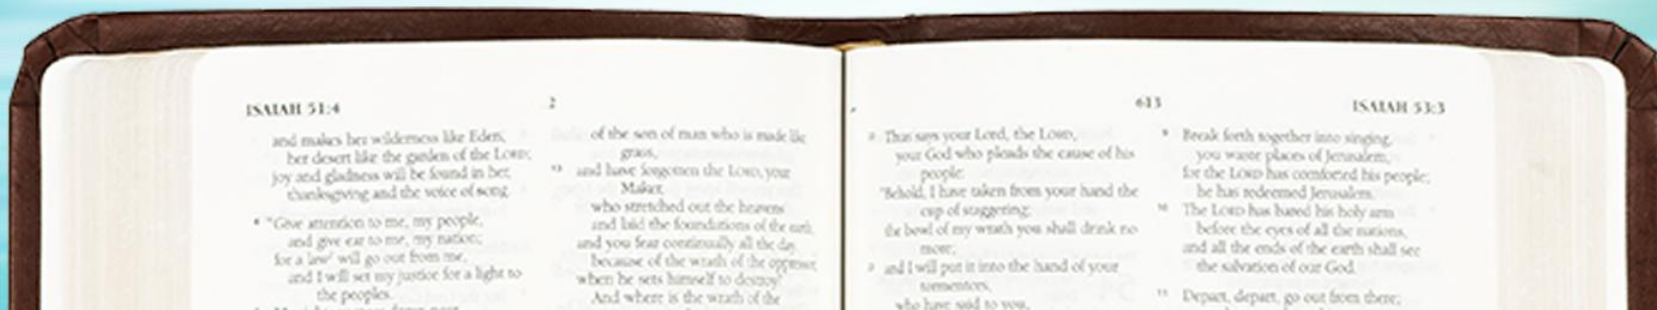 ISAIAH 51:4
2
and makes her wilderness like Eden,
her desert like the garden of the LORD;
joy and gladness will be found in her,
thanksgiving and the voice of song.
4 "Give attention to me, my people,
and give ear to me, my nation;
for a law will go out from me,
and I will set my justice for a light to
the peoples.
of the son of man who is made like
grass,
13 and have forgotten the LORD, your
Maker,
who stretched out the heavens
and laid the foundations of the earth,
and you fear continually all the day
because of the wrath of the oppressor,
when he sets himself to destroy?
And where is the wrath of the
613
ISAIAH 53:3
Thus says your Lord, the LORD,
your God who pleads the cause of his
people:
"Behold, I have taken from your hand the
cup of staggering;
the bowl of my wrath you shall drink no
more;
and I will put it into the hand of your
tormentors,
who have said to you,
9 Break forth together into singing,
you waste places of Jerusalem,
for the LORD has comforted his people;
he has redeemed Jerusalem.
10 The LORD has bared his holy arm
before the eyes of all the nations,
and all the ends of the earth shall see
the salvation of our God.
11 Depart, depart, go out from there;